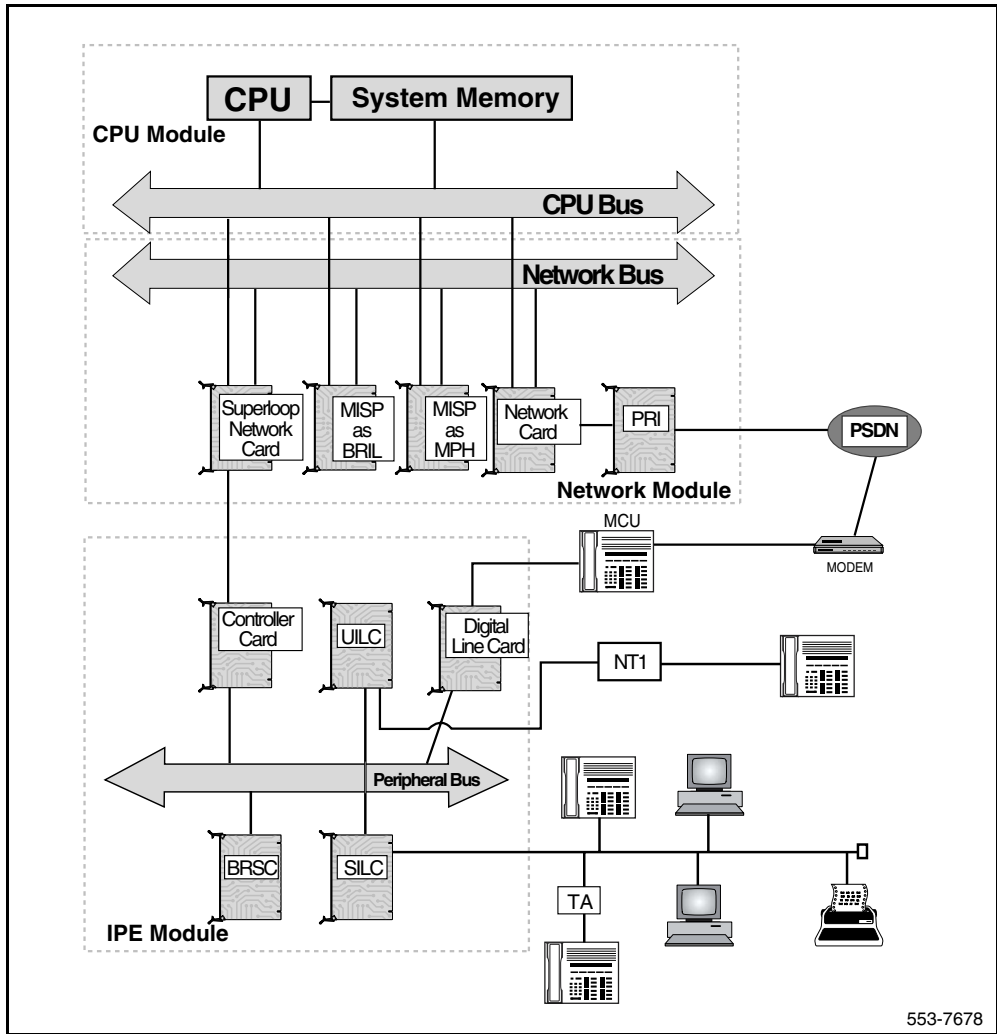 CPU
System Memory
CPU Module
CPU Bus
Network Bus
Superloop
Network
Card
MISP
as
BRIL
MISP
as
MPH
Network
Card
PRI
PSDN
Network Module
MCU
MODEM
Controller
Card
UILC
Digital
Line Card
NT1
Peripheral Bus
BRSC
SILC
TA
IPE Module
553-7678